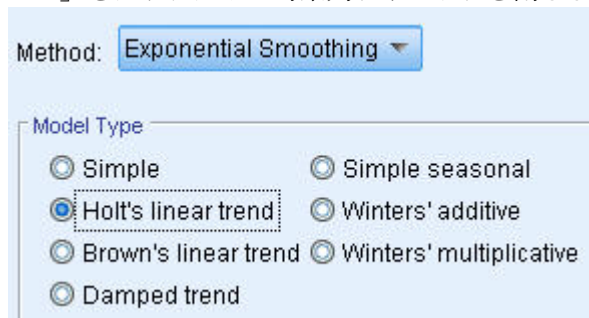 Method: Exponential Smoothing
Model Type
Simple
Simple seasonal
Holt's linear trend
Winters' additive
Brown's linear trend
Winters' multiplicative
Damped trend